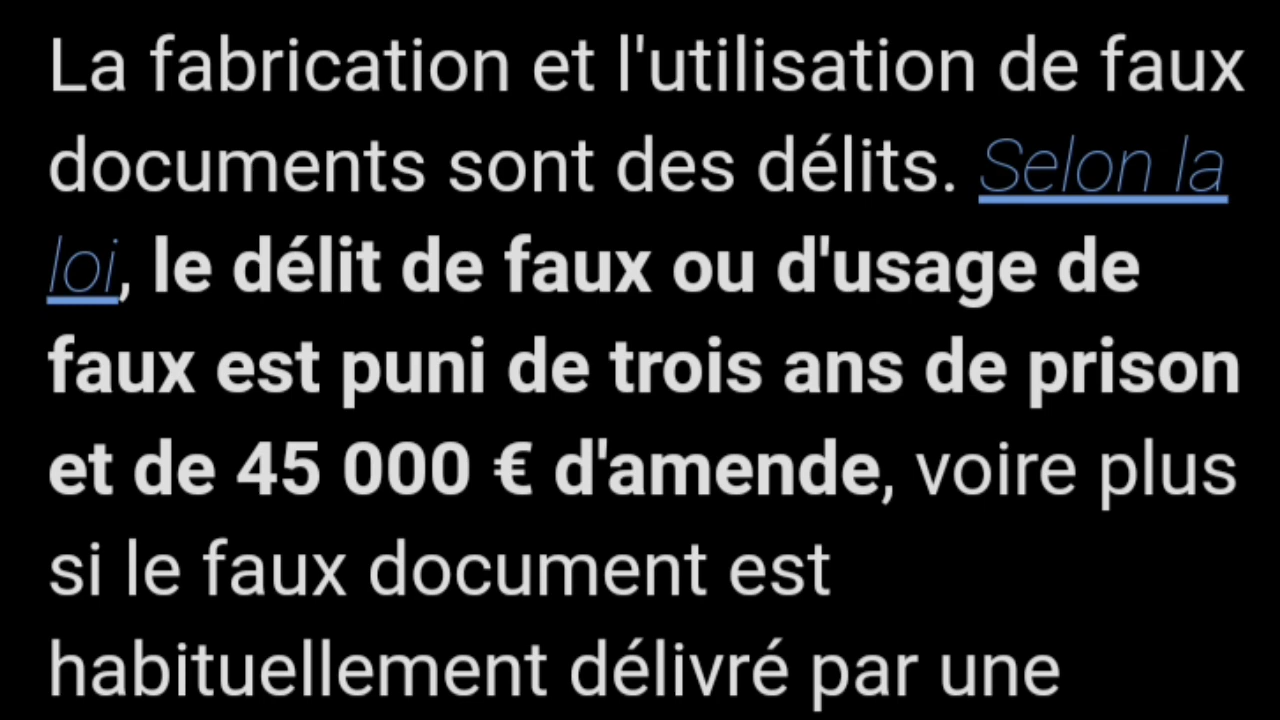 La fabrication et l'utilisation de faux
documents sont des délits. Selon la
loi, le délit de faux ou d'usage de
faux est puni de trois ans de prison
et de 45 000 € d'amende, voire plus
si le faux document est
habituellement délivré par une